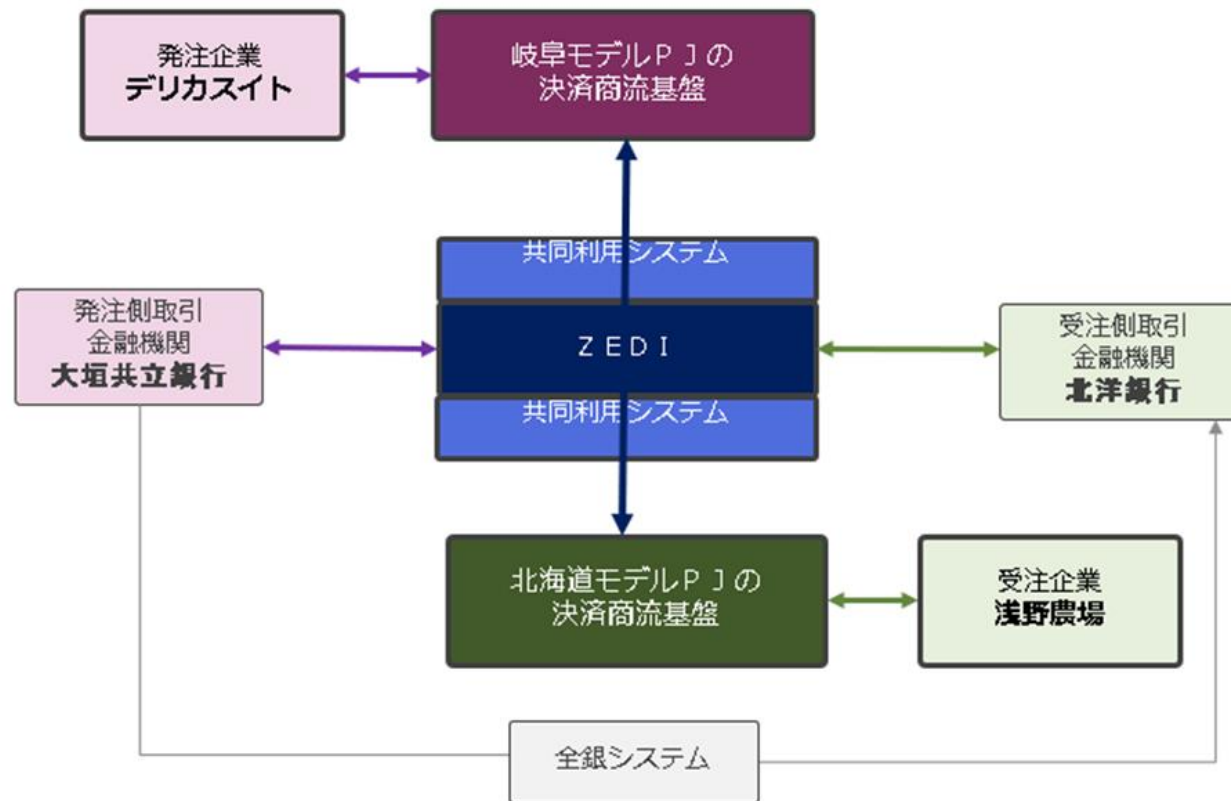 発注企業
デリカスイト
岐阜モデルＰＪの
決済商流基盤
共同利用システム
発注側取引
金融機関
大垣共立銀行
ＺＥＤＩ
受注側取引
金融機関
北洋銀行
共同利用システム
北海道モデルＰＪの
決済商流基盤
受注企業
浅野農場
全銀システム